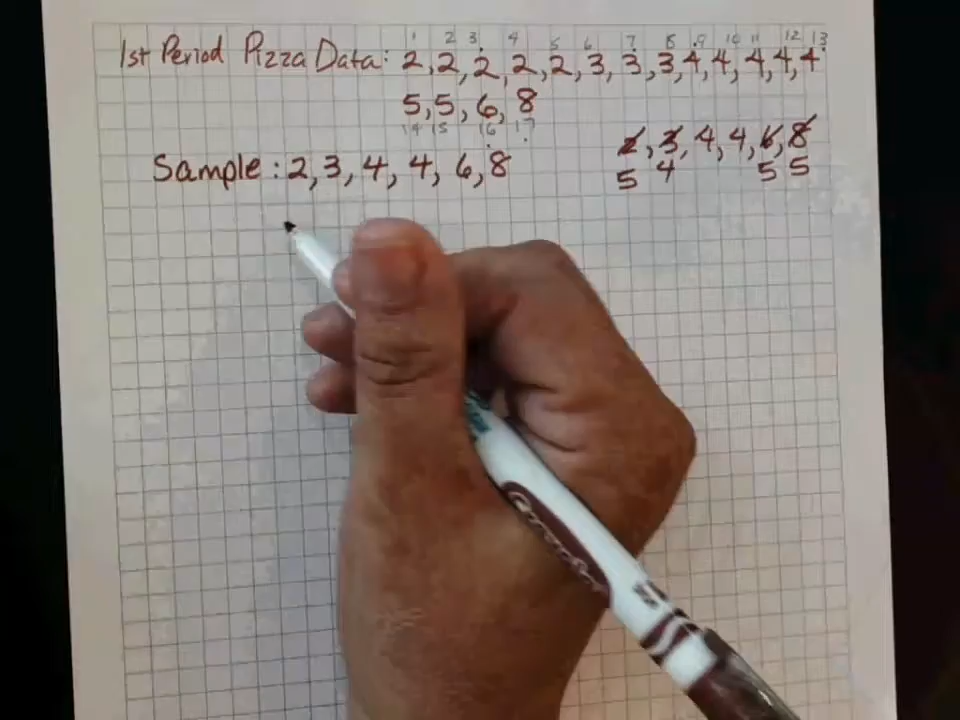 1 2 3 4 5 6 7 8 9 10 11 12 13
1st Period Pizza Data: 2, 2, 2, 2, 2, 3, 3, 3, 4, 4, 4, 4, 4
5, 5, 6, 8
14 15 16 17
2, 3, 4, 4, 6, 8
Sample: 2, 3, 4, 4, 6, 8
5 4 5 5
Crayola